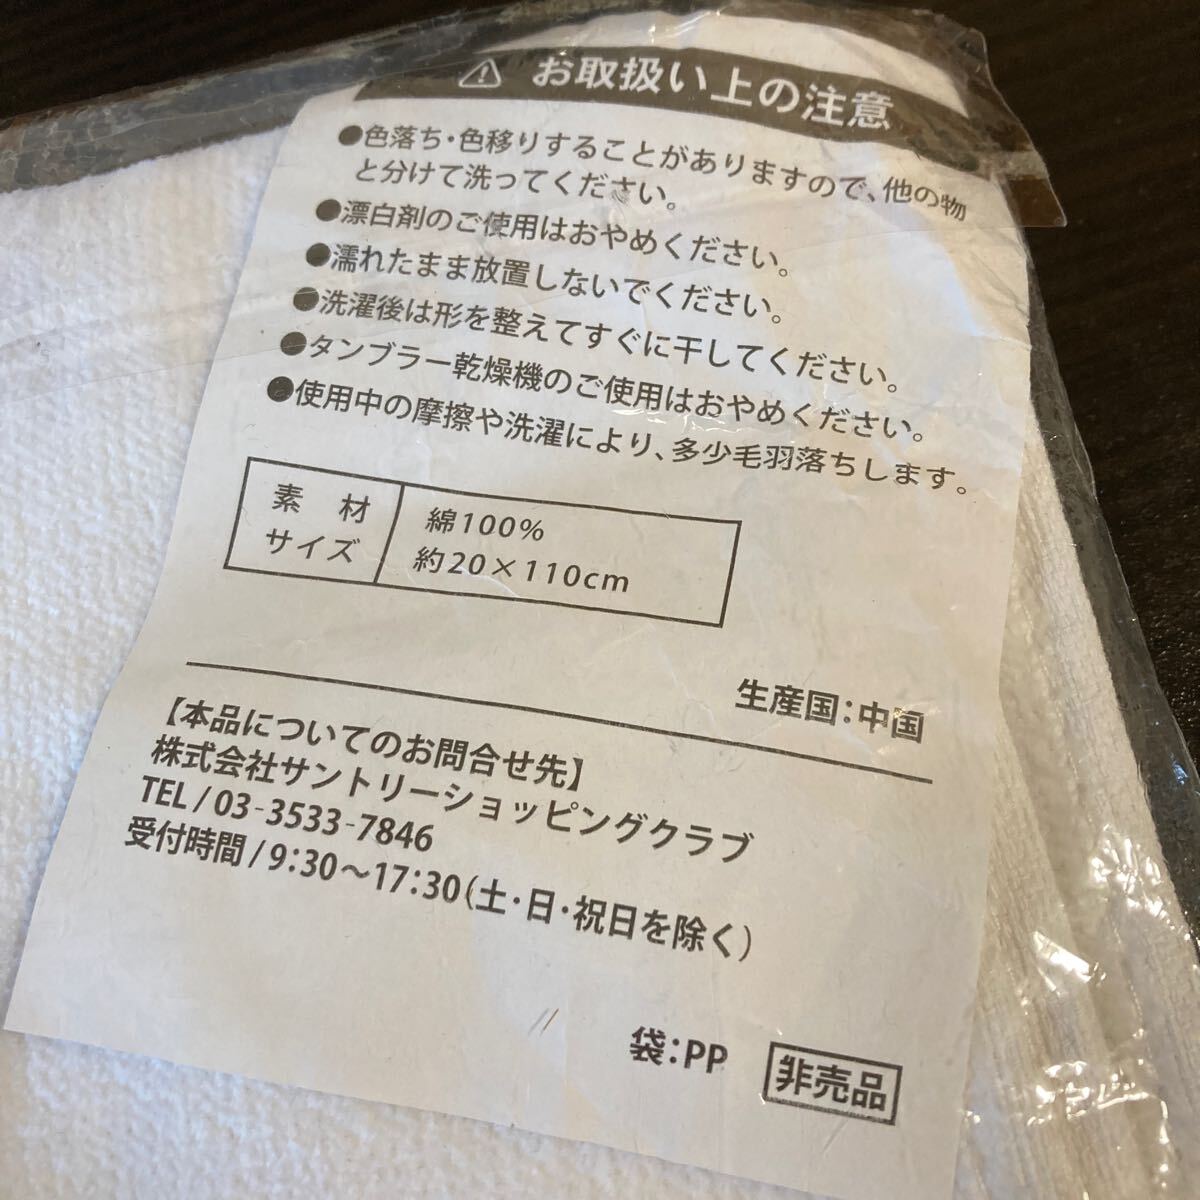 ⚠ お取扱い上の注意
●色落ち・色移りすることがありますので、他の物
と分けて洗ってください。
●漂白剤のご使用はおやめください。
●濡れたまま放置しないでください。
●洗濯後は形を整えてすぐに干してください。
●タンブラー乾燥機のご使用はおやめください。
●使用中の摩擦や洗濯により、多少毛羽落ちします。
素 材 綿100%
サイズ 約20×110cm
生産国：中国
【本品についてのお問合せ先】
株式会社サントリーショッピングクラブ
TEL / 03-3533-7846
受付時間 / 9：30～17：30（土・日・祝日を除く）
袋：PP 非売品